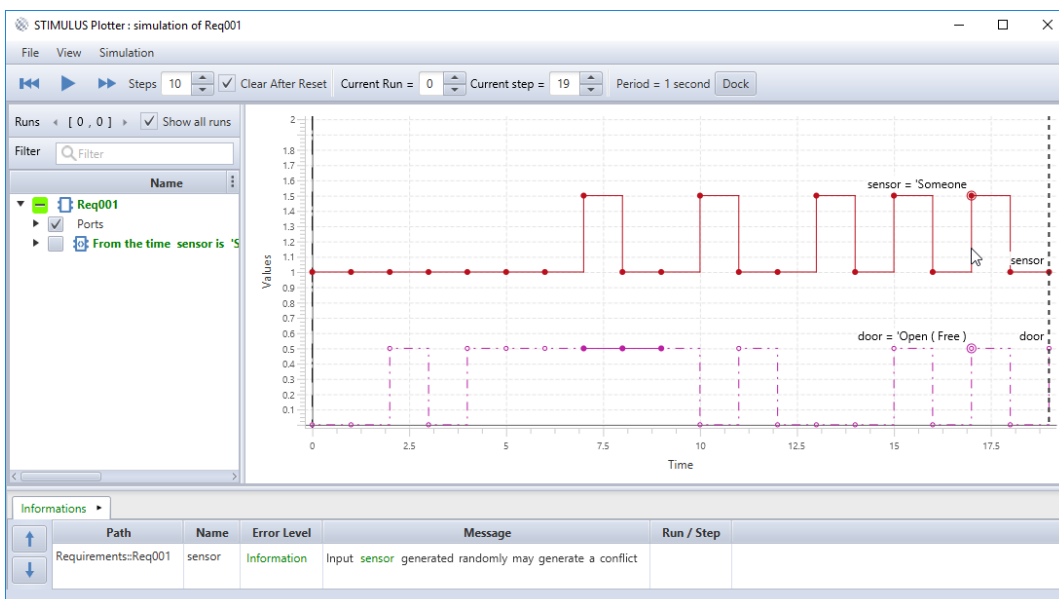 STIMULUS Plotter : simulation of Req001
File View Simulation
Steps 10 Clear After Reset Current Run = 0 Current step = 19 Period = 1 second Dock
Runs [ 0 , 0 ] Show all runs
Filter Filter
Name
Req001
Ports
From the time sensor is 'S
2
1.8
1.7
1.6
1.5
1.4
1.3
1.2
1.1
1
0.9
0.8
0.7
0.6
0.5
0.4
0.3
0.2
0.1
Values
sensor = 'Someone
sensor
door = 'Open ( Free )
door
0 2.5 5 7.5 10 12.5 15 17.5
Time
Informations
Path Name Error Level Message Run / Step
Requirements::Req001 sensor Information Input sensor generated randomly may generate a conflict